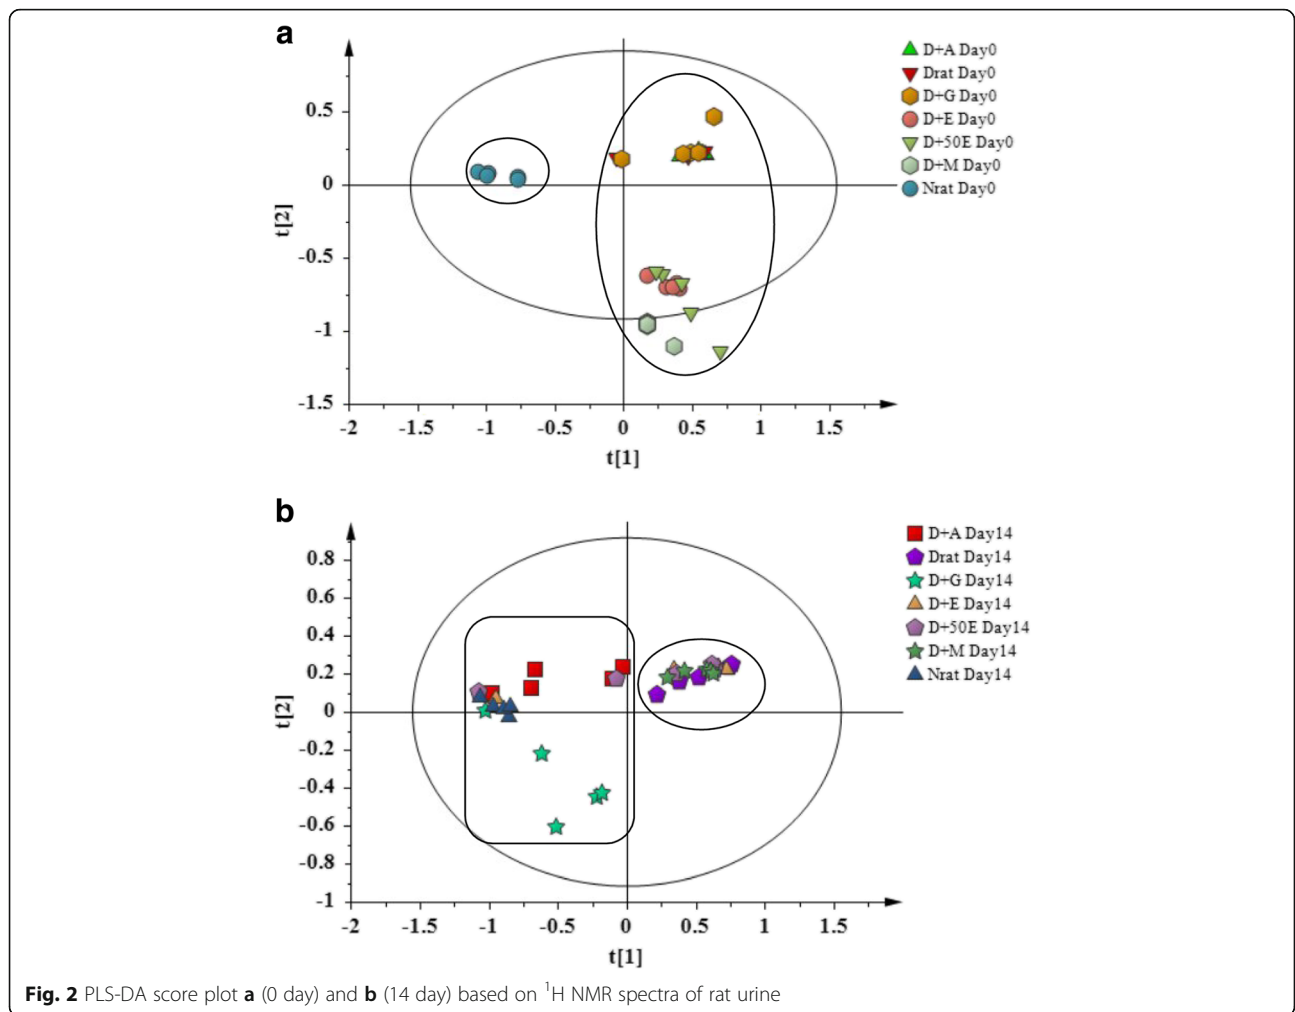 a
D+A Day0
Drat Day0
D+G Day0
D+E Day0
D+50E Day0
D+M Day0
Nrat Day0
0.5
0
-0.5
-1
-1.5
t[2]
-2 -1.5 -1 -0.5 0 0.5 1 1.5
t[1]
b
D+A Day14
Drat Day14
D+G Day14
D+E Day14
D+50E Day14
D+M Day14
Nrat Day14
0.8
0.6
0.4
0.2
0
-0.2
-0.4
-0.6
-0.8
-1
t[2]
-2 -1.5 -1 -0.5 0 0.5 1 1.5
t[1]
Fig. 2 PLS-DA score plot a (0 day) and b (14 day) based on ¹H NMR spectra of rat urine